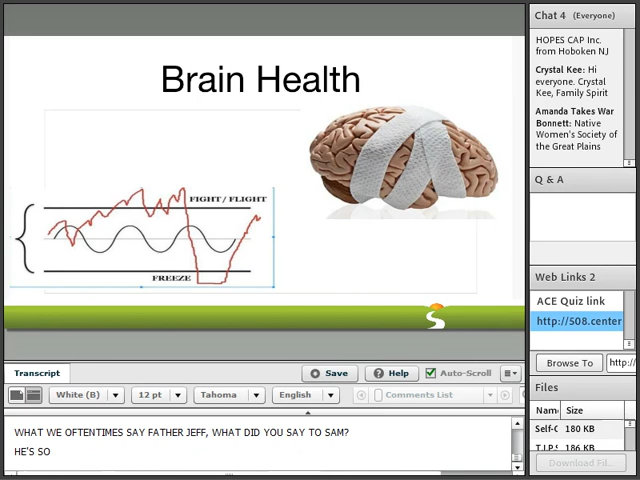 Brain Health
FIGHT / FLIGHT
FREEZE
Chat 4 (Everyone)
HOPES CAP Inc.
from Hoboken NJ
Crystal Kee: Hi
everyone. Crystal
Kee, Family Spirit
Amanda Takes War
Bonnett: Native
Women's Society of
the Great Plains
Q & A
Web Links 2
ACE Quiz link
http://508.center
Browse To http:/
Files
Name Size
Self-C 180 KB
T.I.P.S 186 KB
Download Fil...
Transcript Save Help Auto-Scroll
White (B) 12 pt Tahoma English Comments List
WHAT WE OFTENTIMES SAY FATHER JEFF, WHAT DID YOU SAY TO SAM?
HE'S SO